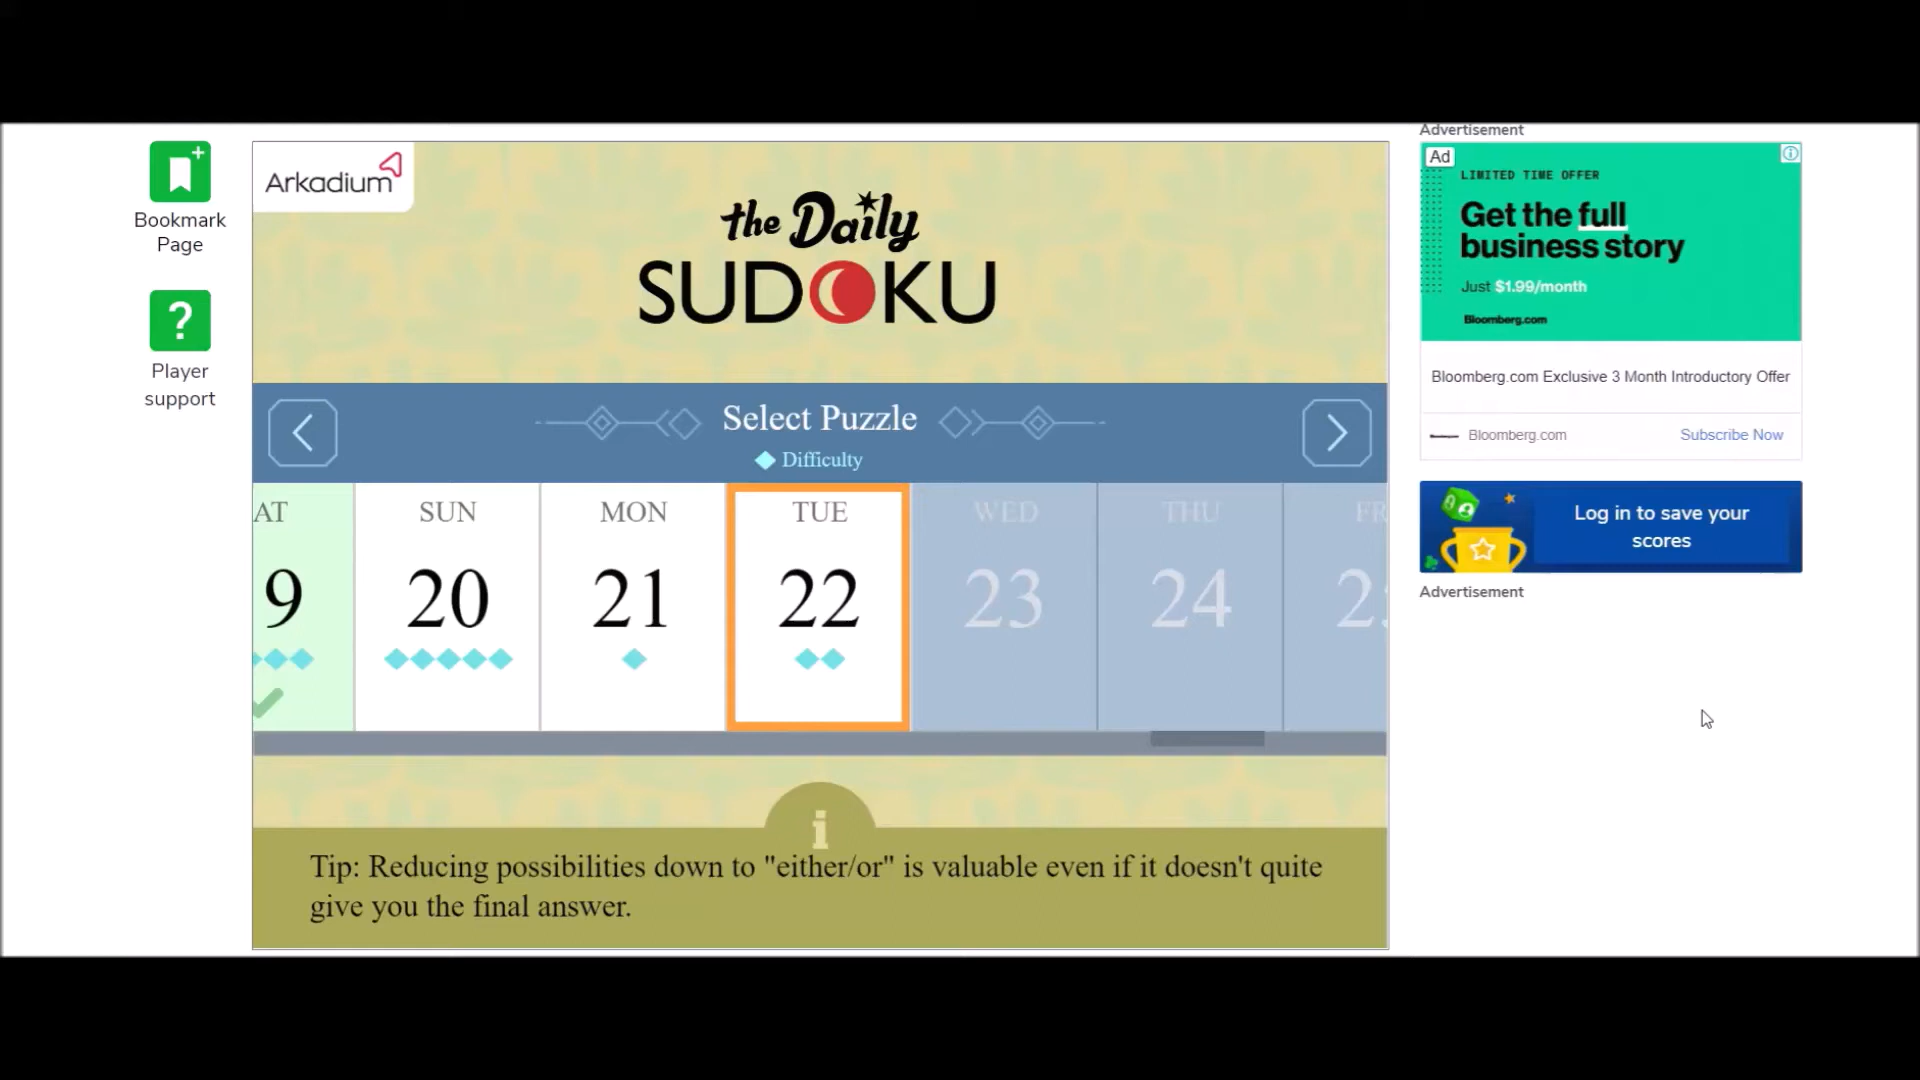 Bookmark
Page
Player
support
Arkadium
the Daily
SUDOKU
Select Puzzle
Difficulty
AT
SUN
MON
TUE
WED
THU
FR
9
20
21
22
23
24
Tip: Reducing possibilities down to "either/or" is valuable even if it doesn't quite
give you the final answer.
Advertisement
Ad
LIMITED TIME OFFER
Get the full
business story
Just $1.99/month
Bloomberg.com
Bloomberg.com Exclusive 3 Month Introductory Offer
Bloomberg.com
Subscribe Now
Log in to save your
scores
Advertisement